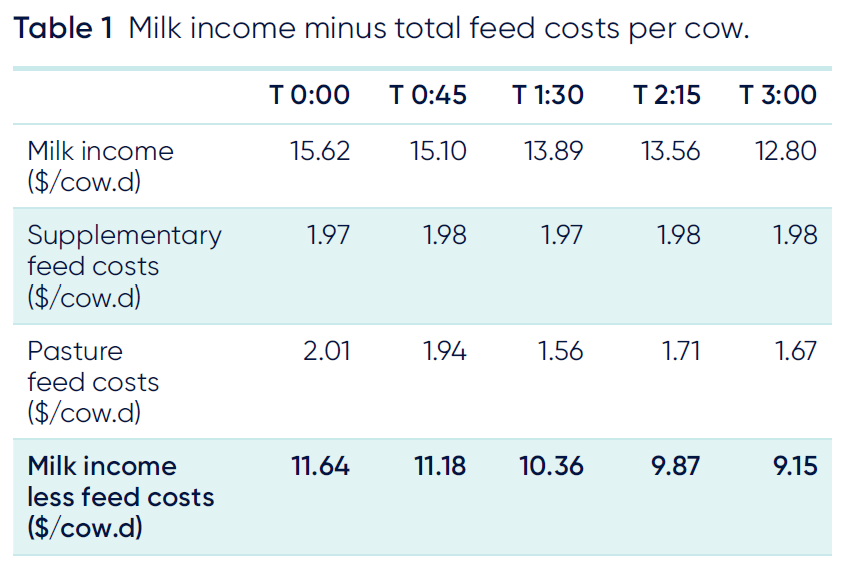 Table 1 Milk income minus total feed costs per cow.
T 0:00 T 0:45 T 1:30 T 2:15 T 3:00
Milk income 15.62 15.10 13.89 13.56 12.80
($/cow.d)
Supplementary 1.97 1.98 1.97 1.98 1.98
feed costs
($/cow.d)
Pasture 2.01 1.94 1.56 1.71 1.67
feed costs
($/cow.d)
Milk income 11.64 11.18 10.36 9.87 9.15
less feed costs
($/cow.d)